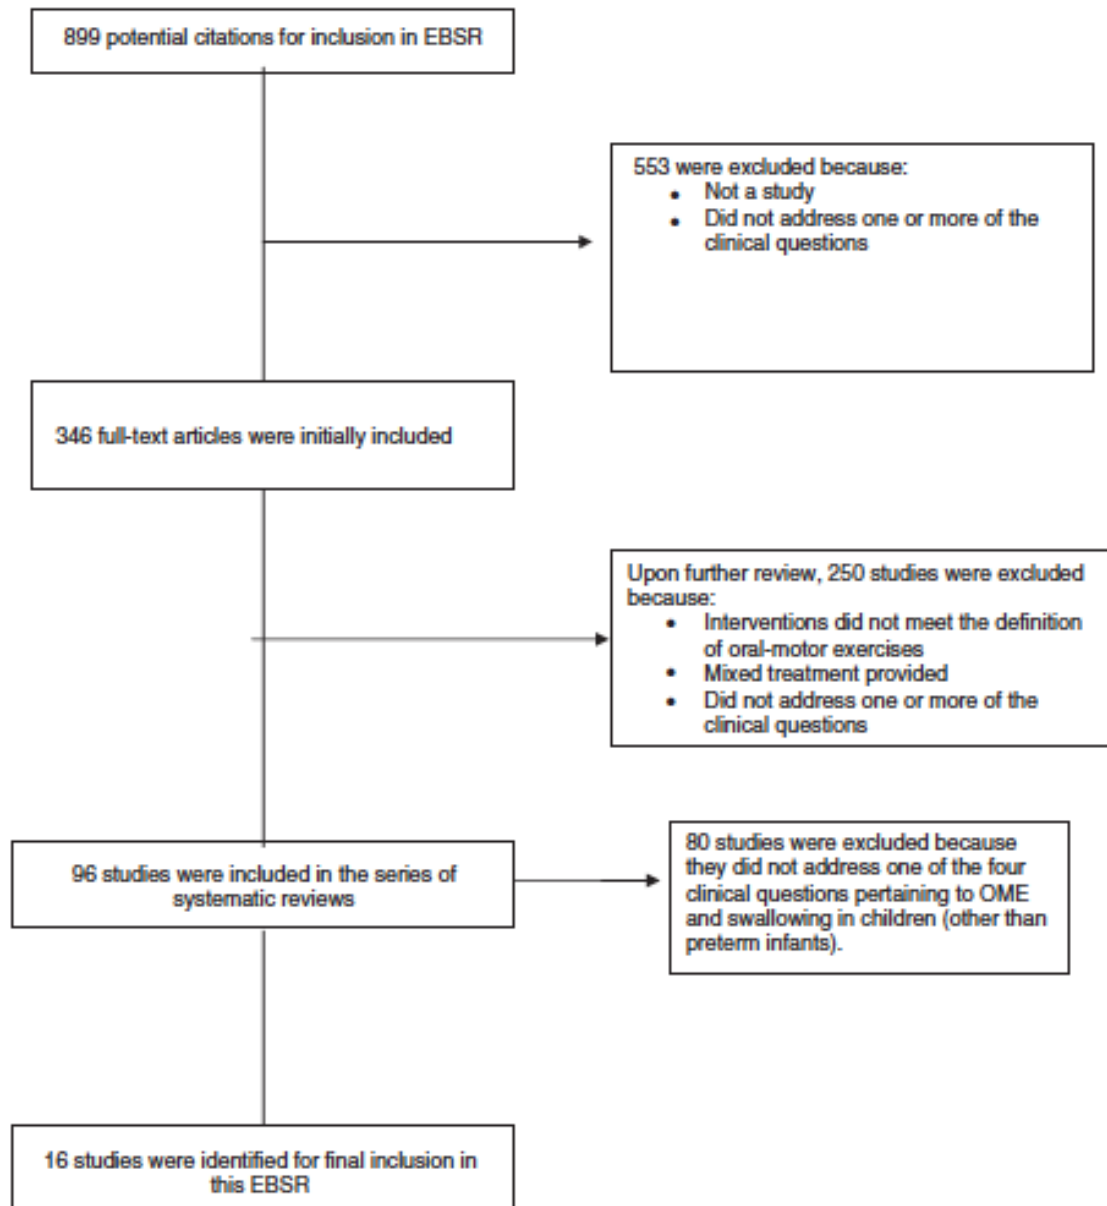 899 potential citations for inclusion in EBSR
553 were excluded because:
• Not a study
• Did not address one or more of the
clinical questions
346 full-text articles were initially included
Upon further review, 250 studies were excluded
because:
• Interventions did not meet the definition
of oral-motor exercises
• Mixed treatment provided
• Did not address one or more of the
clinical questions
96 studies were included in the series of
systematic reviews
80 studies were excluded because
they did not address one of the four
clinical questions pertaining to OME
and swallowing in children (other than
preterm infants).
16 studies were identified for final inclusion in
this EBSR